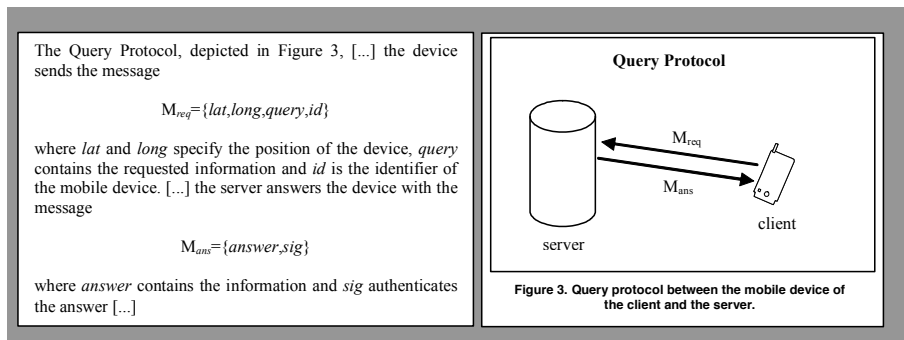 The Query Protocol, depicted in Figure 3, [...] the device
sends the message
M_req={lat,long,query,id}
where lat and long specify the position of the device, query
contains the requested information and id is the identifier of
the mobile device. [...] the server answers the device with the
message
M_ans={answer,sig}
where answer contains the information and sig authenticates
the answer [...]
Query Protocol
M_req
M_ans
client
server
Figure 3. Query protocol between the mobile device of
the client and the server.